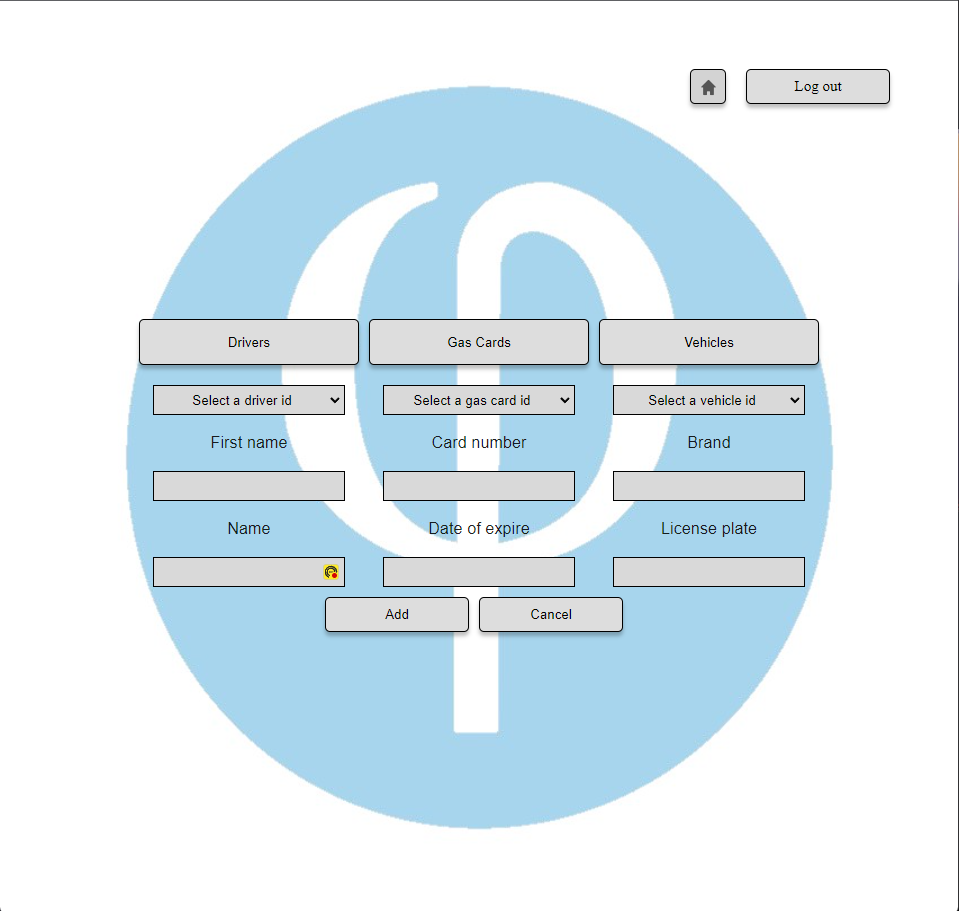 Log out
Drivers Gas Cards Vehicles
Select a driver id Select a gas card id Select a vehicle id
First name Card number Brand
Name Date of expire License plate
Add Cancel